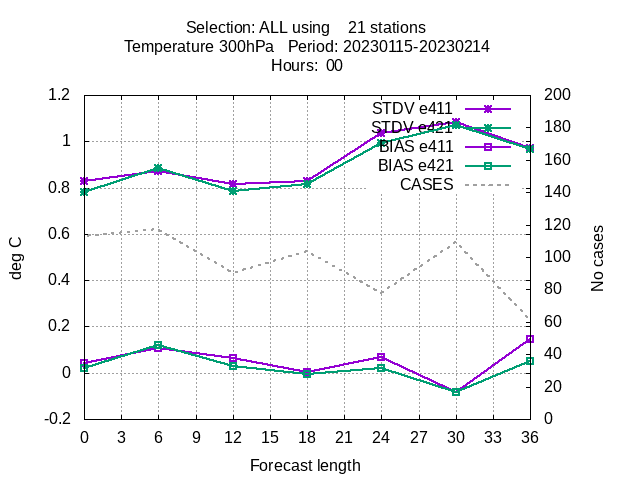 Selection: ALL using    21 stations
Temperature 300hPa   Period: 20230115-20230214
Hours:  00
1.2
1
0.8
0.6
0.4
0.2
0
-0.2
deg C
STDV e411
STDV e421
BIAS e411
BIAS e421
CASES
200
180
160
140
120
100
80
60
40
20
0
No cases
0 3 6 9 12 15 18 21 24 27 30 33 36
Forecast length